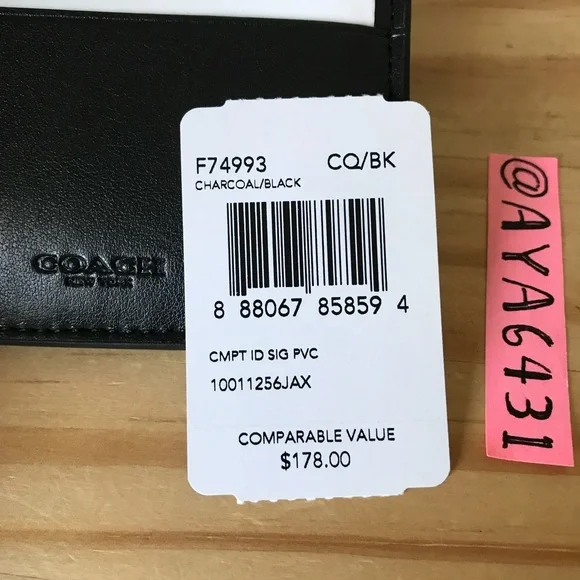 F74993 CQ/BK
CHARCOAL/BLACK
8 88067 85859 4
CMPT ID SIG PVC
10011256JAX
COMPARABLE VALUE
$178.00
COACH
NEW YORK
@AYA6431